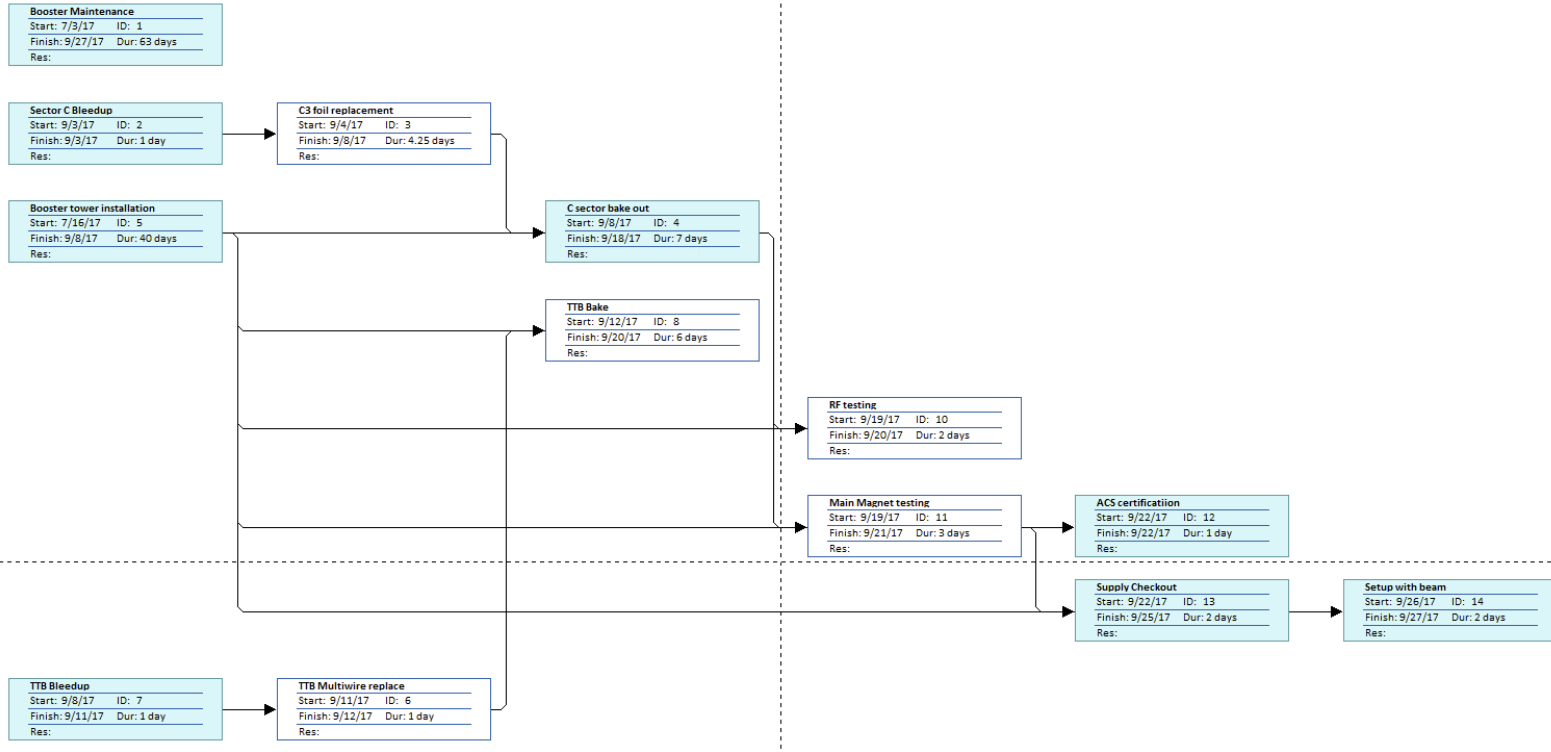 Booster Maintenance
Start: 7/3/17 ID: 1
Finish: 9/27/17 Dur: 63 days
Res:
Sector C Bleedup
Start: 9/3/17 ID: 2
Finish: 9/3/17 Dur: 1 day
Res:
C3 foil replacement
Start: 9/4/17 ID: 3
Finish: 9/8/17 Dur: 4.25 days
Res:
Booster tower installation
Start: 7/16/17 ID: 5
Finish: 9/8/17 Dur: 40 days
Res:
C sector bake out
Start: 9/8/17 ID: 4
Finish: 9/18/17 Dur: 7 days
Res:
TTB Bake
Start: 9/12/17 ID: 8
Finish: 9/20/17 Dur: 6 days
Res:
RF testing
Start: 9/19/17 ID: 10
Finish: 9/20/17 Dur: 2 days
Res:
Main Magnet testing
Start: 9/19/17 ID: 11
Finish: 9/21/17 Dur: 3 days
Res:
ACS certificatiion
Start: 9/22/17 ID: 12
Finish: 9/22/17 Dur: 1 day
Res:
Supply Checkout
Start: 9/22/17 ID: 13
Finish: 9/25/17 Dur: 2 days
Res:
Setup with beam
Start: 9/26/17 ID: 14
Finish: 9/27/17 Dur: 2 days
Res:
TTB Bleedup
Start: 9/8/17 ID: 7
Finish: 9/11/17 Dur: 1 day
Res:
TTB Multiwire replace
Start: 9/11/17 ID: 6
Finish: 9/12/17 Dur: 1 day
Res: